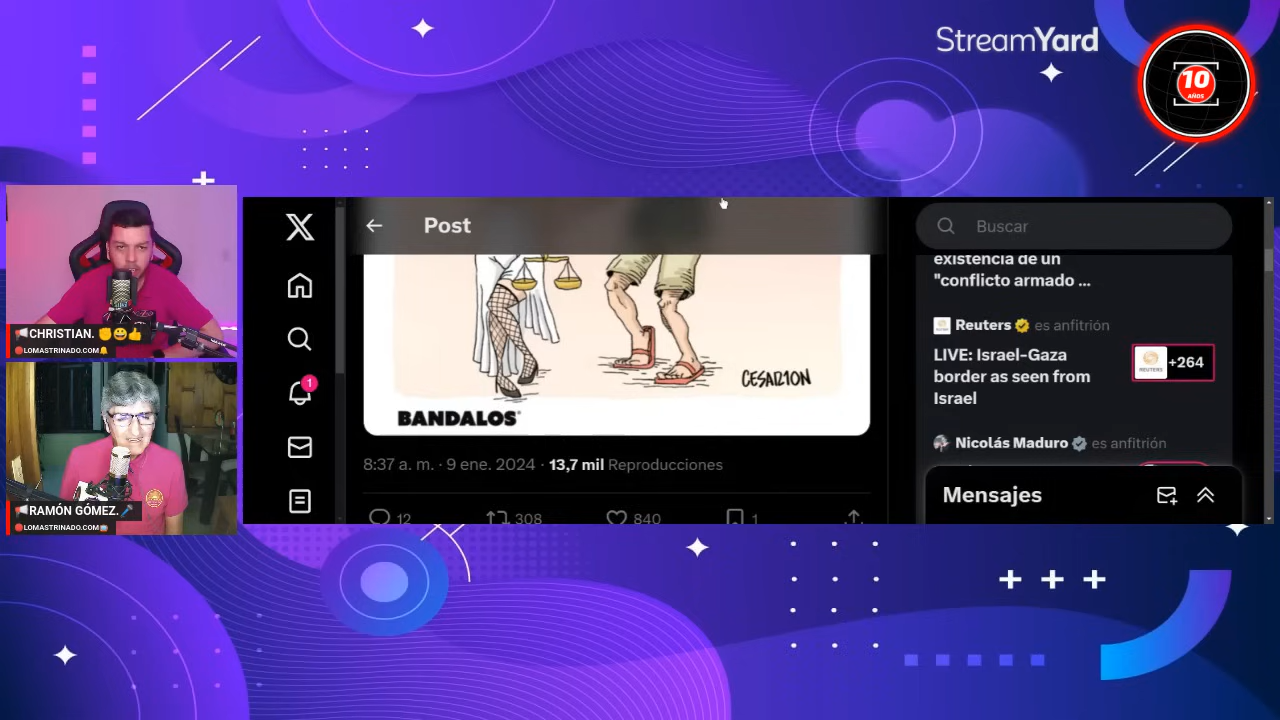 StreamYard
10
AÑOS
CHRISTIAN.
LOMASTRINADO.COM
RAMÓN GÓMEZ.
LOMASTRINADO.COM
Post
CESAR10N
BANDALOS
8:37 a. m. · 9 ene. 2024 · 13,7 mil Reproducciones
12
308
840
1
1
Buscar
existencia de un
"conflicto armado ...
Reuters es anfitrión
LIVE: Israel-Gaza
border as seen from
Israel
+264
Nicolás Maduro es anfitrión
Mensajes